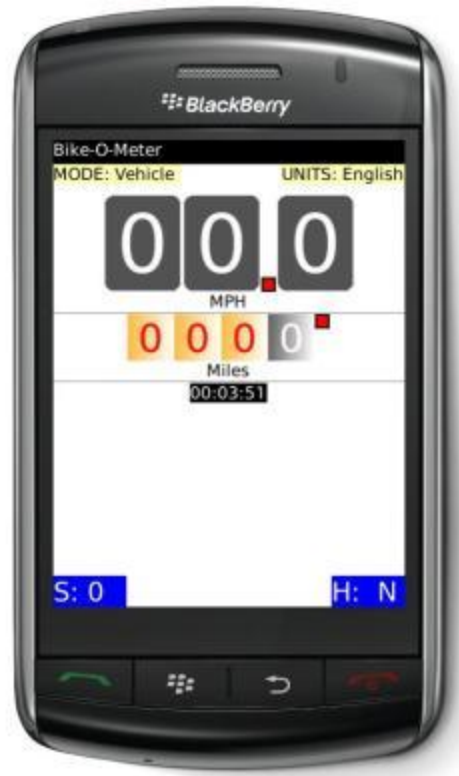 BlackBerry
Bike-O-Meter
MODE: Vehicle UNITS: English
00.0
MPH
0000
Miles
00:03:51
S: 0 H: N